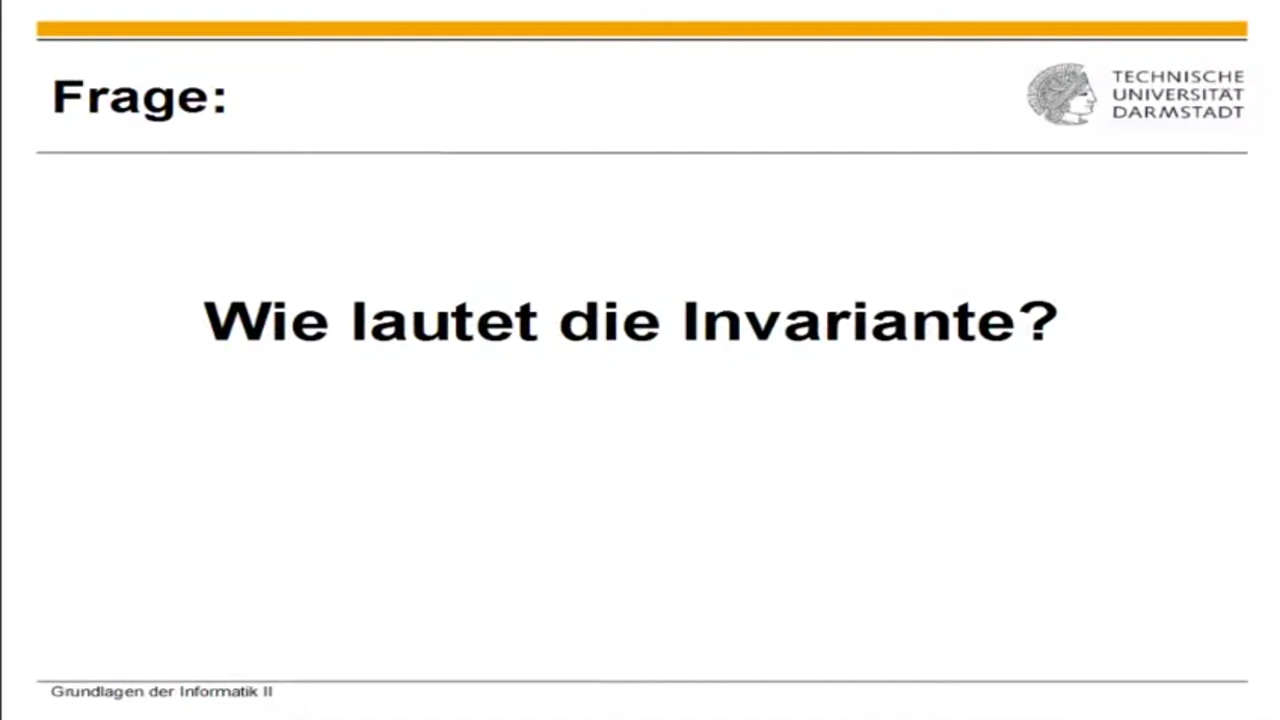 Frage:
TECHNISCHE
UNIVERSITÄT
DARMSTADT
Wie lautet die Invariante?
Grundlagen der Informatik II